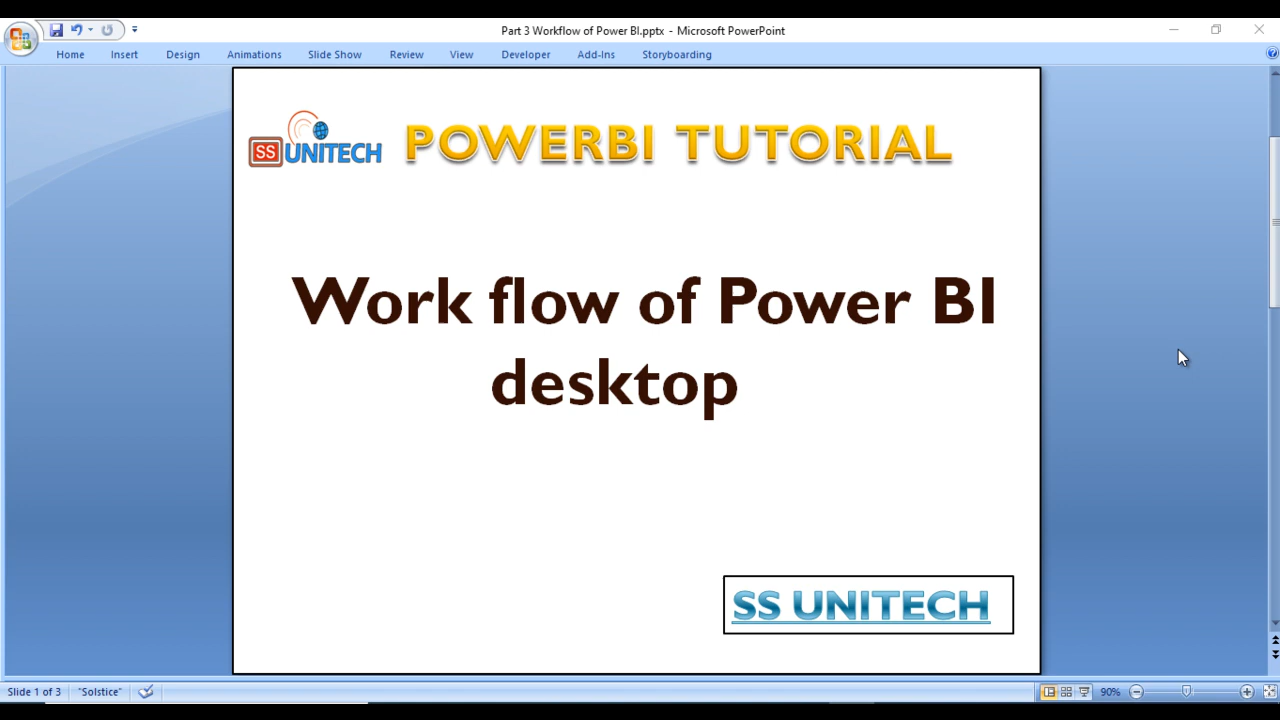 Part 3 Workflow of Power BI.pptx - Microsoft PowerPoint
Home Insert Design Animations Slide Show Review View Developer Add-Ins Storyboarding
SS UNITECH
POWERBI TUTORIAL
Work flow of Power BI
desktop
SS UNITECH
Slide 1 of 3 "Solstice" 90%